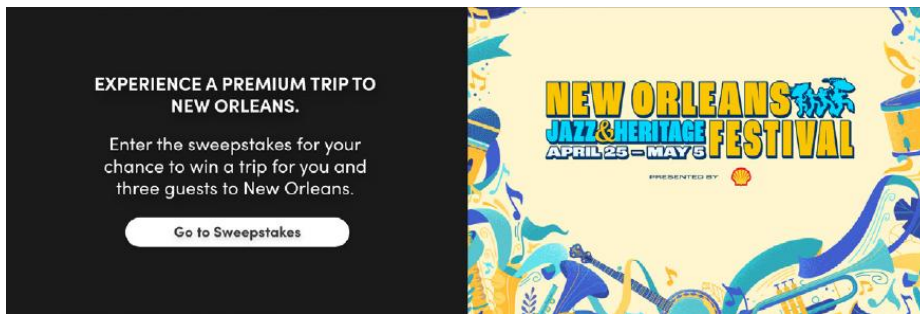 EXPERIENCE A PREMIUM TRIP TO
NEW ORLEANS.
Enter the sweepstakes for your
chance to win a trip for you and
three guests to New Orleans.
Go to Sweepstakes
NEW ORLEANS
JAZZ & HERITAGE FESTIVAL
APRIL 25 – MAY 5
PRESENTED BY